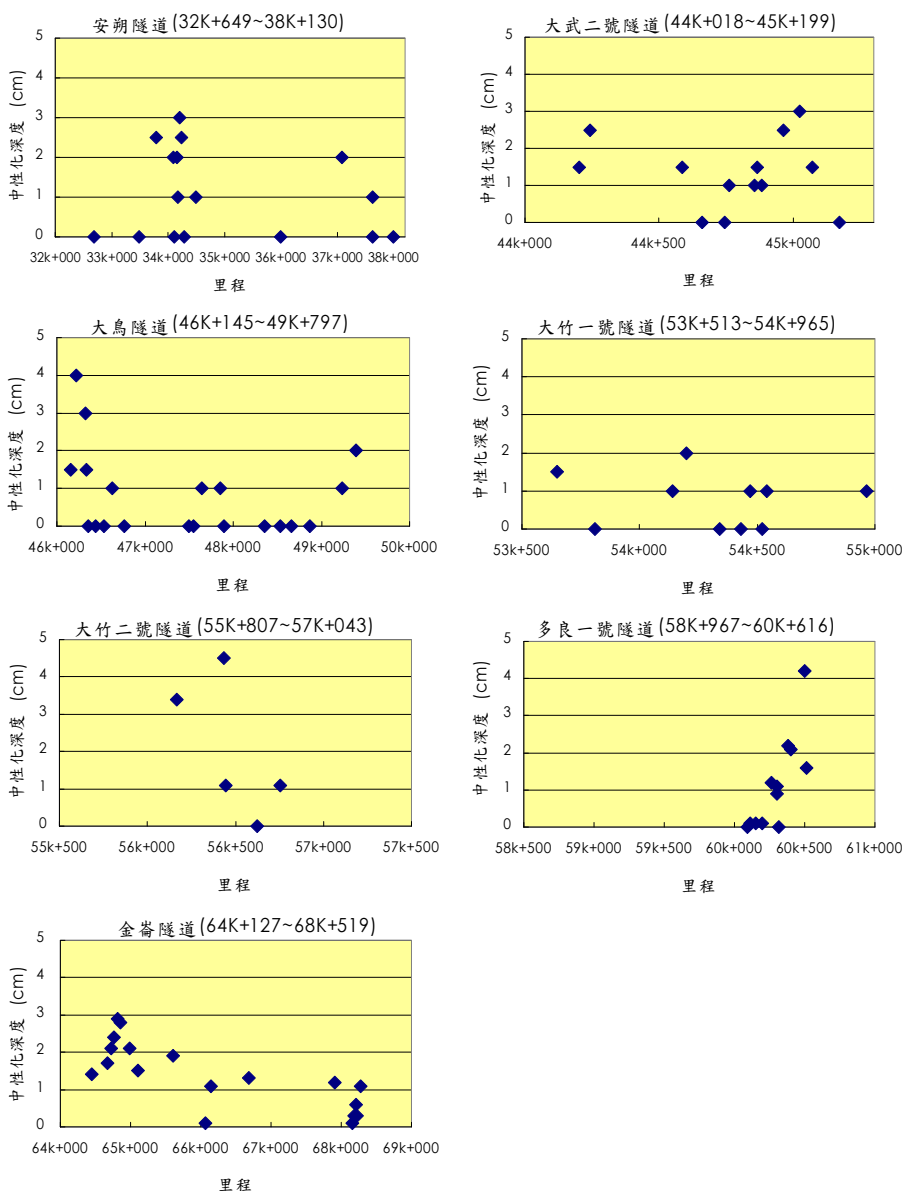 安朔隧道(32K+649~38K+130)
中性化深度 (cm)
5
4
3
2
1
0
32k+000 33k+000 34k+000 35k+000 36k+000 37k+000 38k+000
里程
大武二號隧道(44K+018~45K+199)
中性化深度 (cm)
5
4
3
2
1
0
44k+000 44k+500 45k+000
里程
大鳥隧道(46K+145~49K+797)
中性化深度 (cm)
5
4
3
2
1
0
46k+000 47k+000 48k+000 49k+000 50k+000
里程
大竹一號隧道(53K+513~54K+965)
中性化深度 (cm)
5
4
3
2
1
0
53k+500 54k+000 54k+500 55k+000
里程
大竹二號隧道(55K+807~57K+043)
中性化深度 (cm)
5
4
3
2
1
0
55k+500 56k+000 56k+500 57k+000 57k+500
里程
多良一號隧道(58K+967~60K+616)
中性化深度 (cm)
5
4
3
2
1
0
58k+500 59k+000 59k+500 60k+000 60k+500 61k+000
里程
金崙隧道(64K+127~68K+519)
中性化深度 (cm)
5
4
3
2
1
0
64k+000 65k+000 66k+000 67k+000 68k+000 69k+000
里程